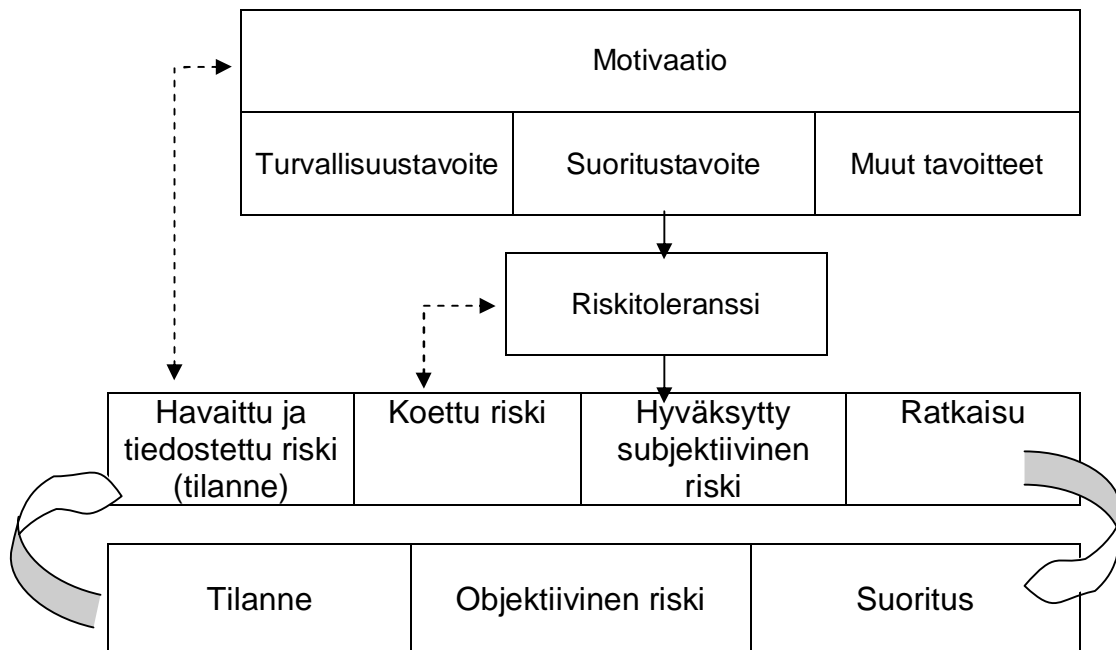 Motivaatio
Turvallisuustavoite
Suoritustavoite
Muut tavoitteet
Riskitoleranssi
Havaittu ja
tiedostettu riski
(tilanne)
Koettu riski
Hyväksytty
subjektiivinen
riski
Ratkaisu
Tilanne
Objektiivinen riski
Suoritus